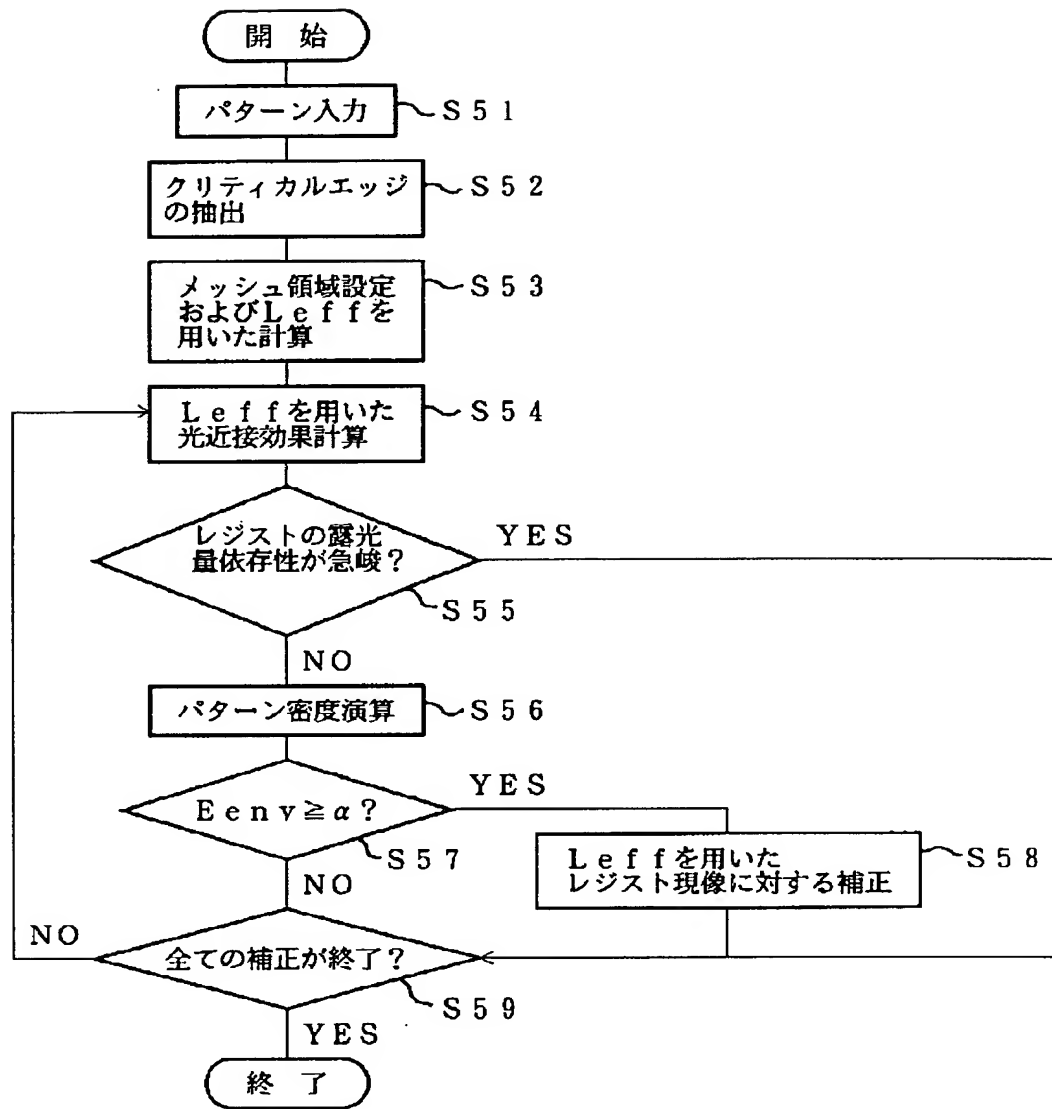 開 始
パターン入力
S51
クリティカルエッジ
の抽出
S52
メッシュ領域設定
およびLeffを
用いた計算
S53
Leffを用いた
光近接効果計算
S54
レジストの露光
量依存性が急峻?
YES
S55
NO
パターン密度演算
S56
Eenv≧α?
YES
S57
NO
Leffを用いた
レジスト現像に対する補正
S58
NO
全ての補正が終了?
S59
YES
終 了